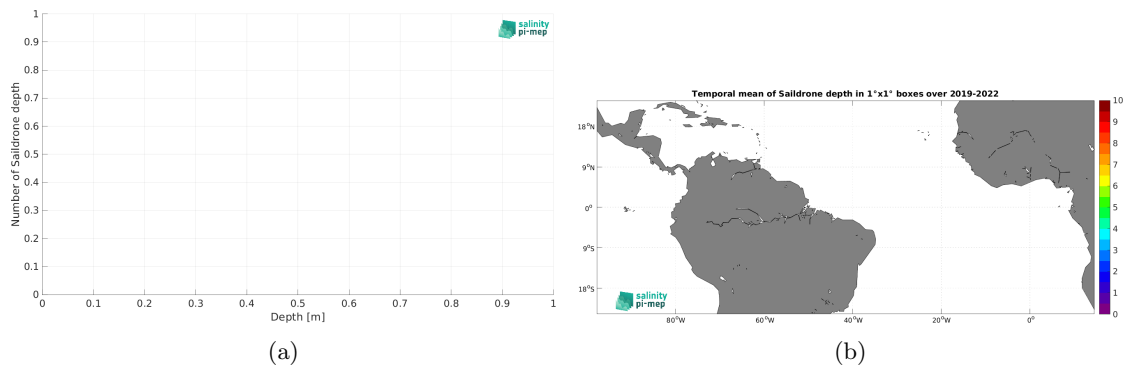 1
0.9
0.8
0.7
0.6
0.5
0.4
0.3
0.2
0.1
0
Number of Saildrone depth
0 0.1 0.2 0.3 0.4 0.5 0.6 0.7 0.8 0.9 1
Depth [m]
salinity
pi-mep
(a)
Temporal mean of Saildrone depth in 1°x1° boxes over 2019-2022
18°N
9°N
0°
9°S
18°S
80°W 60°W 40°W 20°W 0°
salinity
pi-mep
10
9
8
7
6
5
4
3
2
1
0
(b)